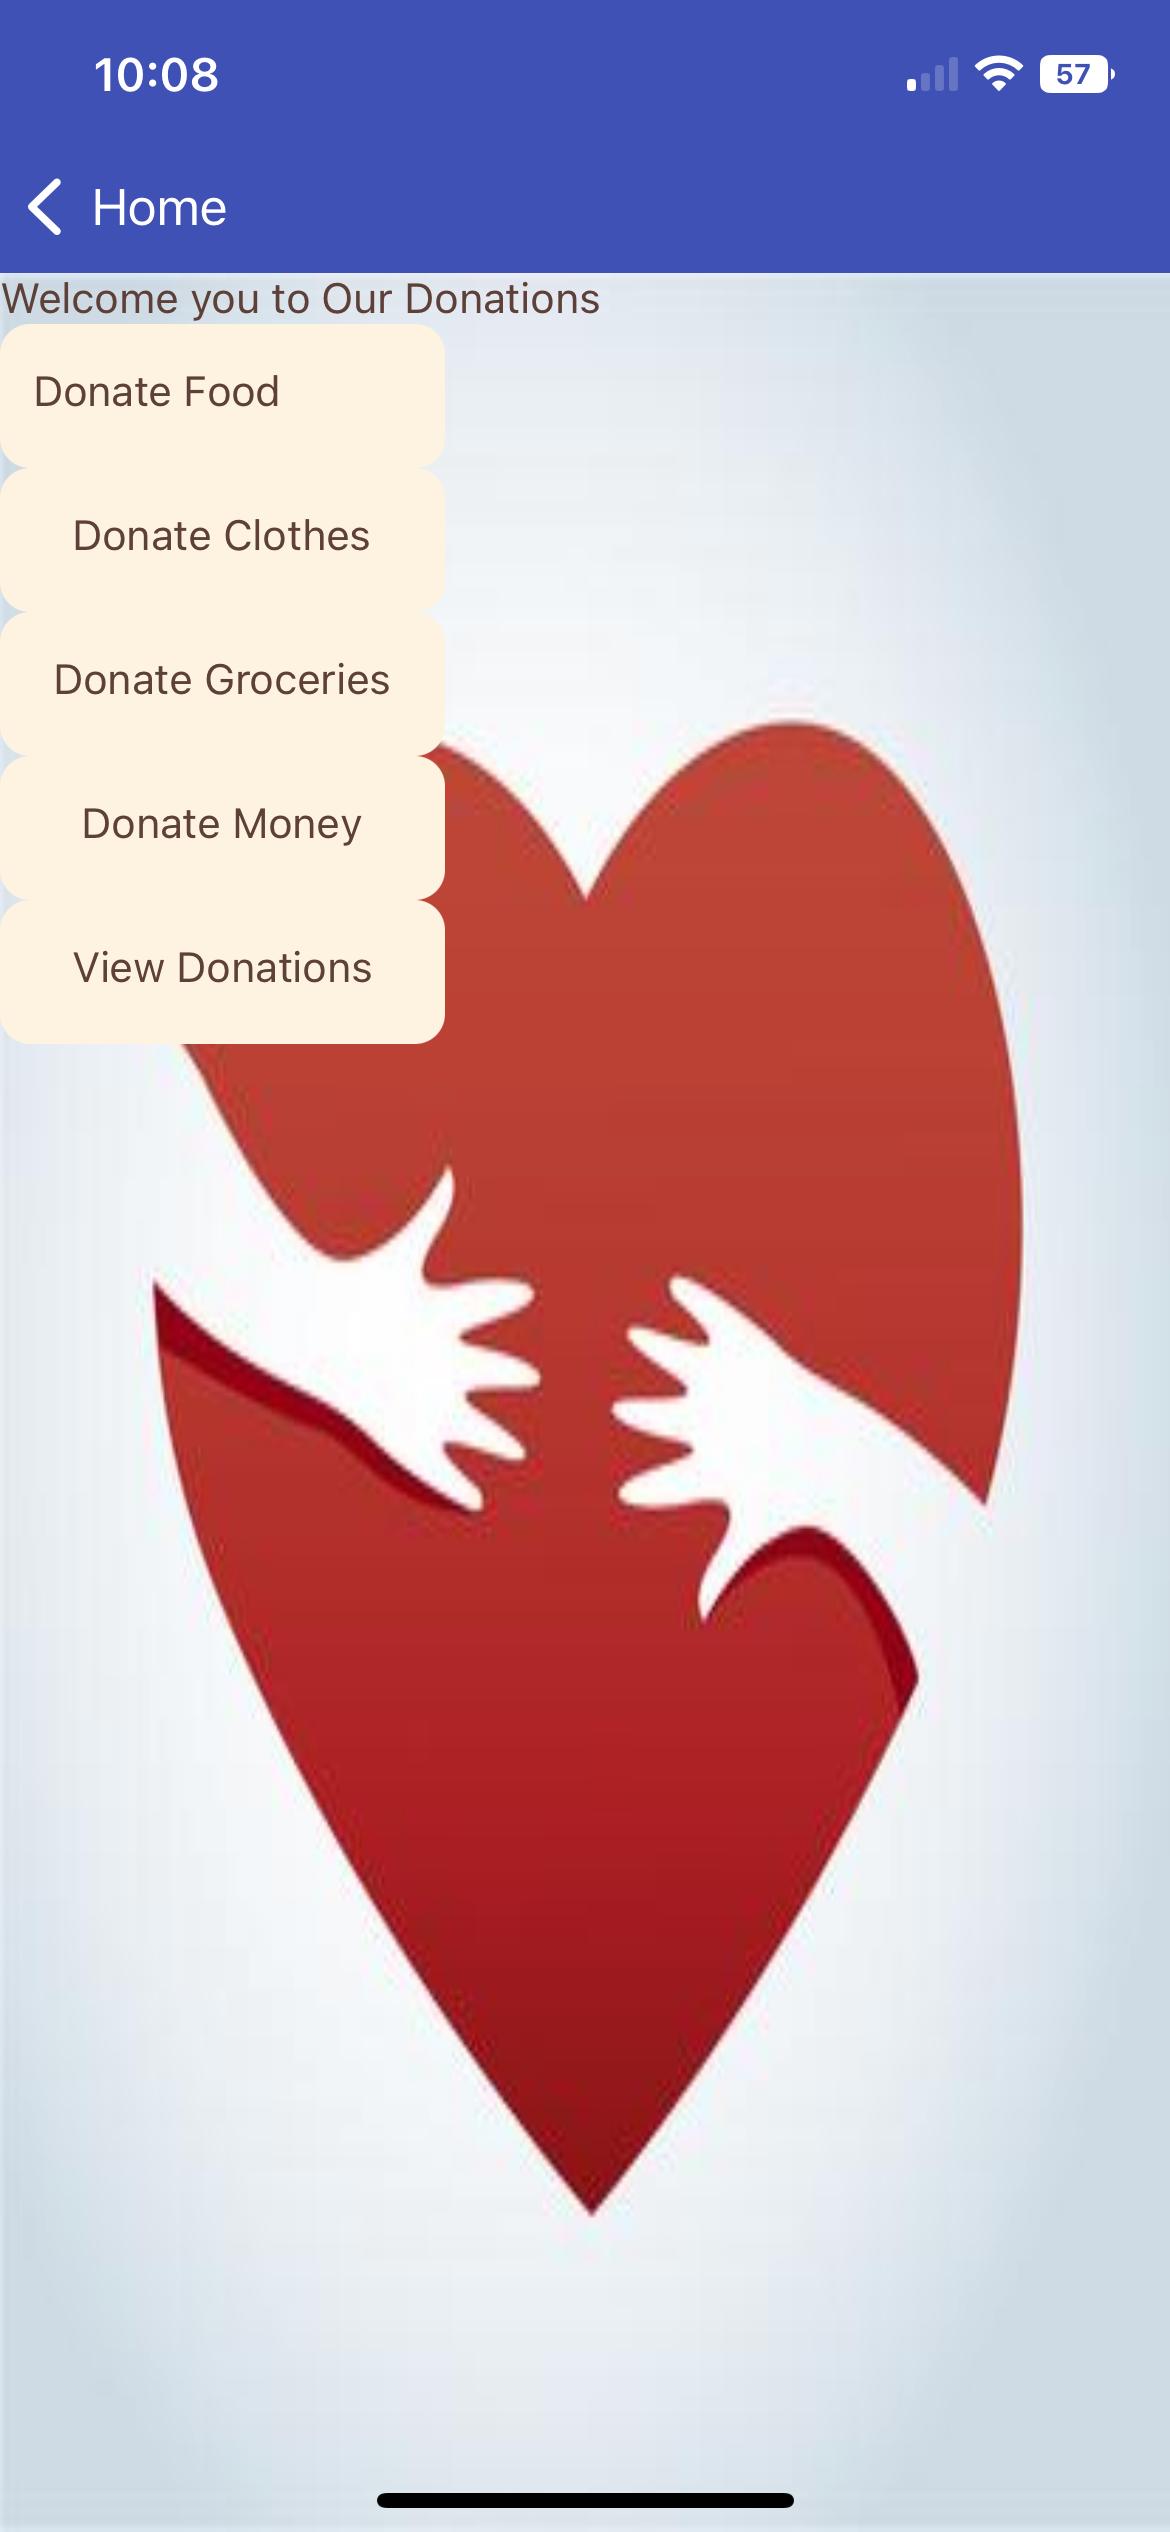 10:08
57
Home
Welcome you to Our Donations
Donate Food
Donate Clothes
Donate Groceries
Donate Money
View Donations